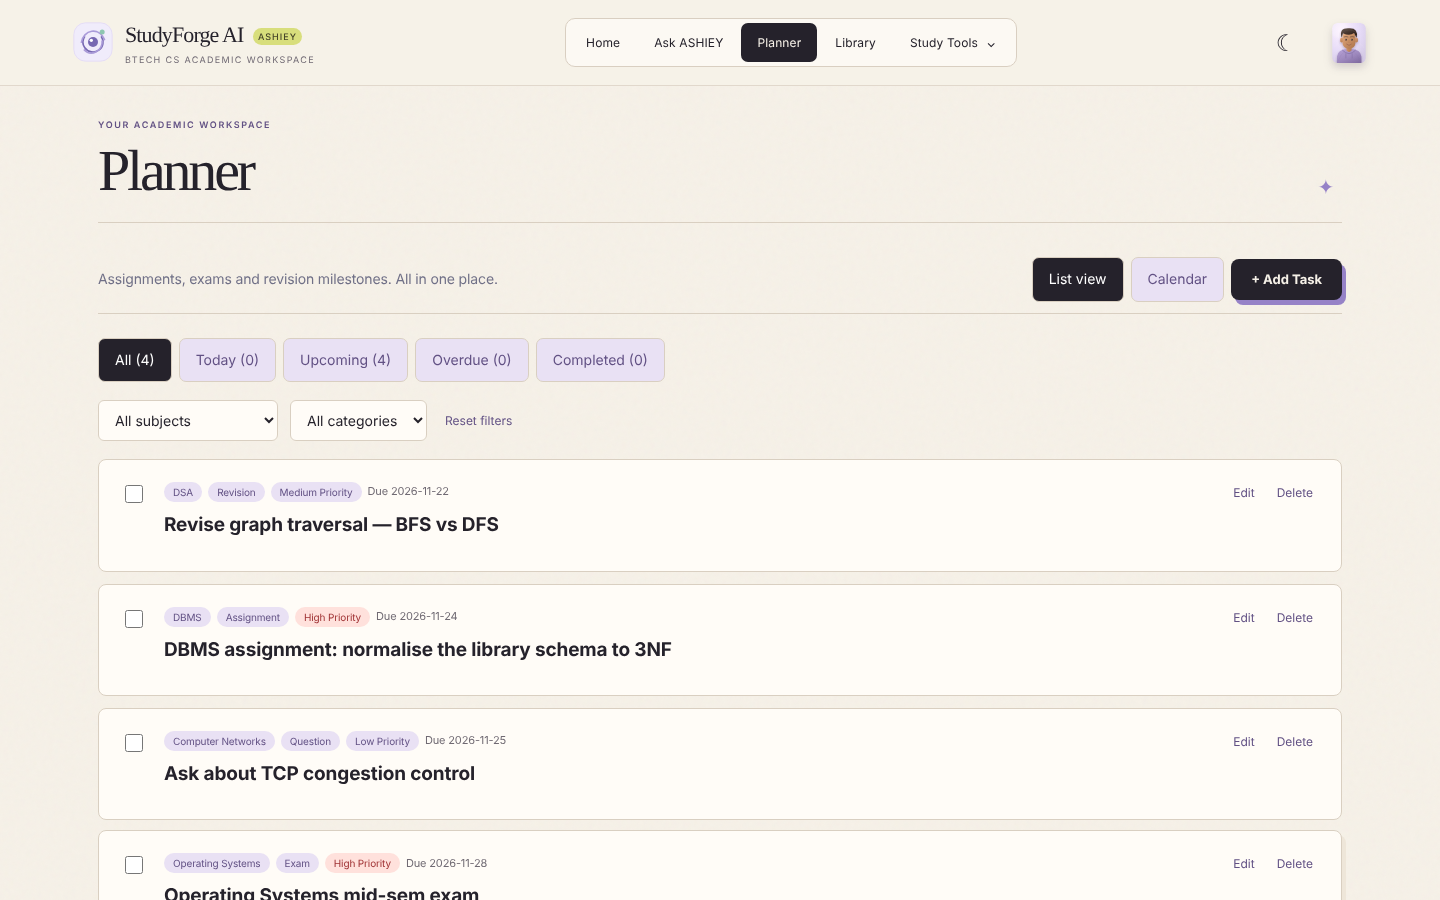 StudyForge AI ASHIEY
BTECH CS ACADEMIC WORKSPACE
Home Ask ASHIEY Planner Library Study Tools
YOUR ACADEMIC WORKSPACE
Planner
Assignments, exams and revision milestones. All in one place.
List view Calendar + Add Task
All (4) Today (0) Upcoming (4) Overdue (0) Completed (0)
All subjects All categories Reset filters
DSA Revision Medium Priority Due 2026-11-22 Edit Delete
Revise graph traversal — BFS vs DFS
DBMS Assignment High Priority Due 2026-11-24 Edit Delete
DBMS assignment: normalise the library schema to 3NF
Computer Networks Question Low Priority Due 2026-11-25 Edit Delete
Ask about TCP congestion control
Operating Systems Exam High Priority Due 2026-11-28 Edit Delete
Operating Systems mid-sem exam